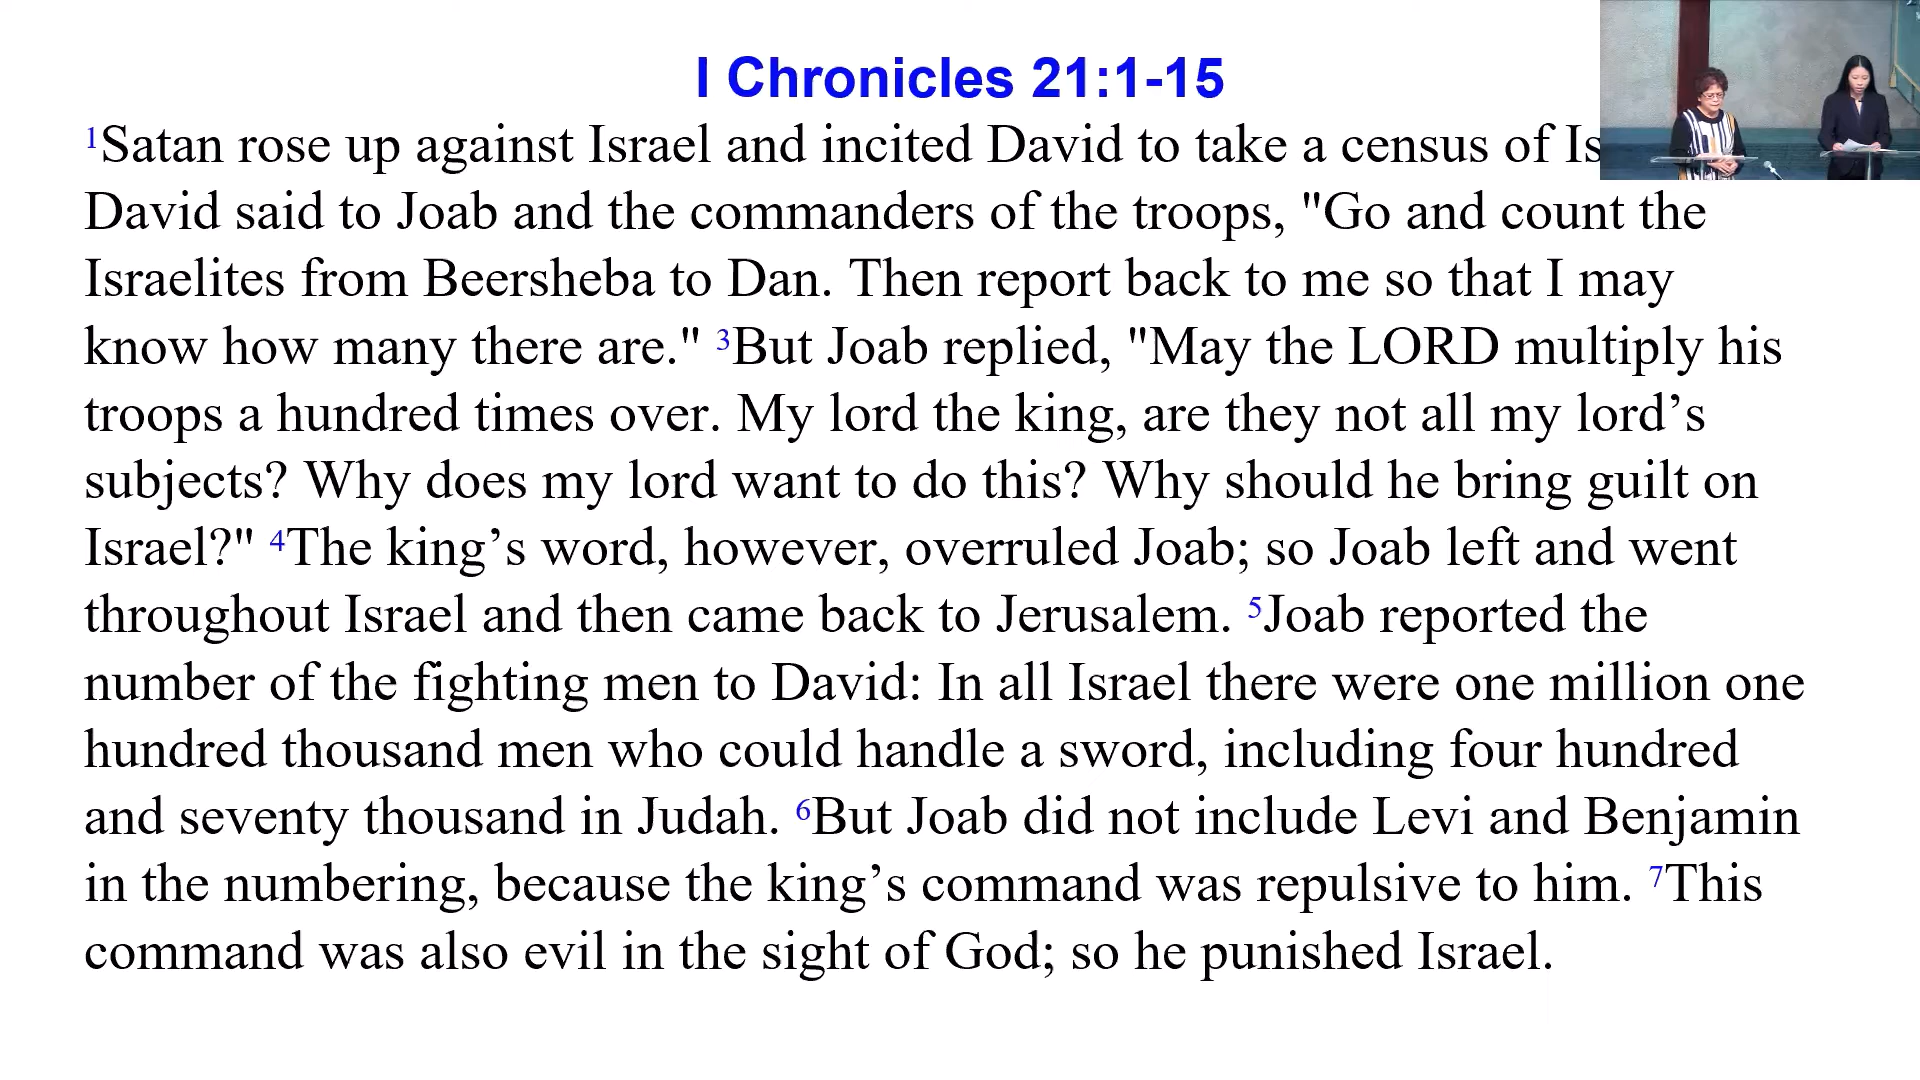 I Chronicles 21:1-15
1Satan rose up against Israel and incited David to take a census of
David said to Joab and the commanders of the troops, "Go and count the
Israelites from Beersheba to Dan. Then report back to me so that I may
know how many there are." 3But Joab replied, "May the LORD multiply his
troops a hundred times over. My lord the king, are they not all my lord’s
subjects? Why does my lord want to do this? Why should he bring guilt on
Israel?" 4The king’s word, however, overruled Joab; so Joab left and went
throughout Israel and then came back to Jerusalem. 5Joab reported the
number of the fighting men to David: In all Israel there were one million one
hundred thousand men who could handle a sword, including four hundred
and seventy thousand in Judah. 6But Joab did not include Levi and Benjamin
in the numbering, because the king’s command was repulsive to him. 7This
command was also evil in the sight of God; so he punished Israel.